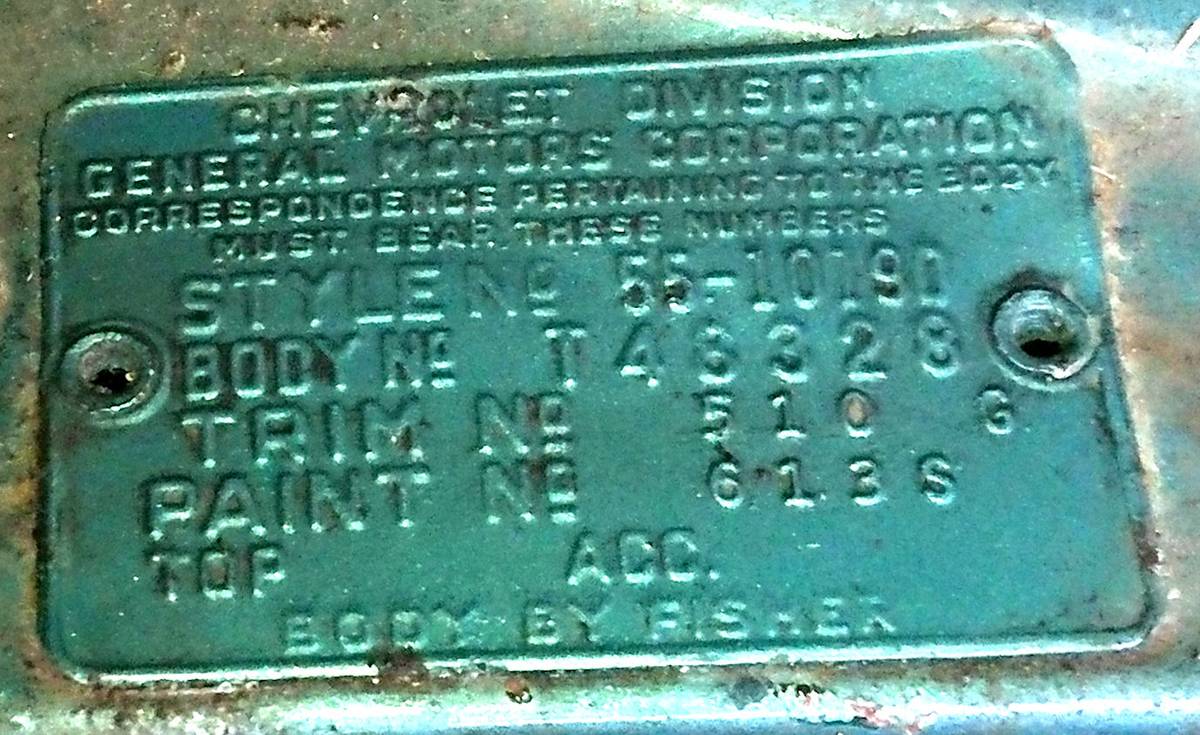 CHEVROLET DIVISION
GENERAL MOTORS CORPORATION
CORRESPONDENCE PERTAINING TO THE BODY
MUST BEAR THESE NUMBERS
STYLE No 55-1019D
BODY No T 46328
TRIM No 510 G
PAINT No 613 S
TOP ACC.
BODY BY FISHER